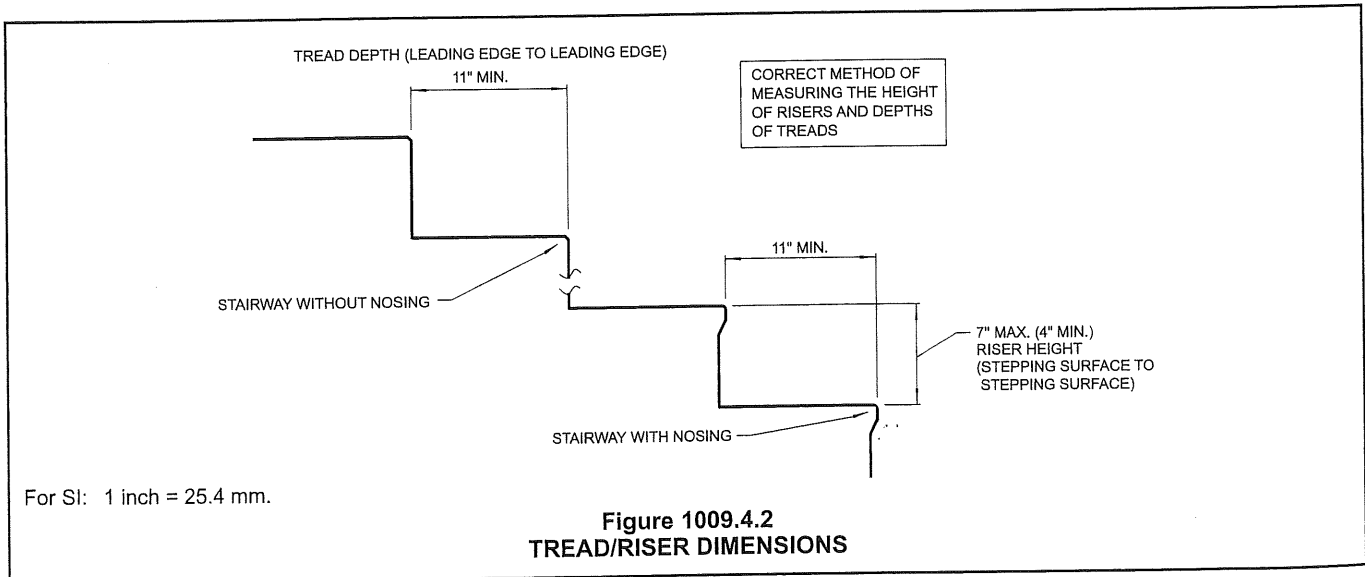 TREAD DEPTH (LEADING EDGE TO LEADING EDGE)
11" MIN.
CORRECT METHOD OF
MEASURING THE HEIGHT
OF RISERS AND DEPTHS
OF TREADS
STAIRWAY WITHOUT NOSING
11" MIN.
7" MAX. (4" MIN.)
RISER HEIGHT
(STEPPING SURFACE TO
STEPPING SURFACE)
STAIRWAY WITH NOSING
For SI: 1 inch = 25.4 mm.
Figure 1009.4.2
TREAD/RISER DIMENSIONS